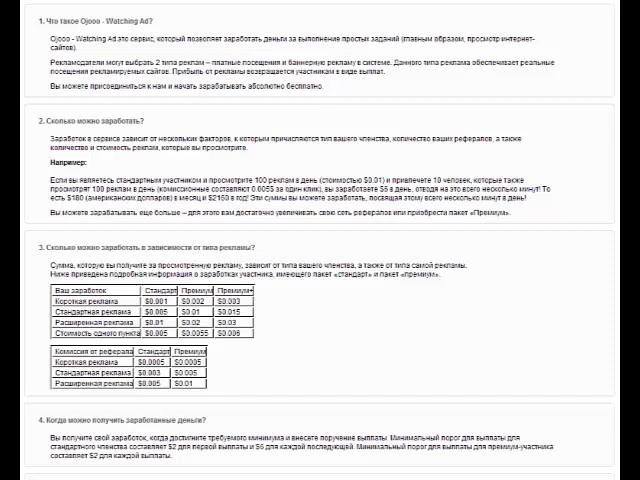 1. Что такое Ojooo - Watching Ad?
Ojooo - Watching Ad это сервис, который позволяет заработать деньги за выполнение простых заданий (главным образом, просмотр интернет-
сайтов).
Рекламодатели могут выбрать 2 типа реклам – платные посещения и баннерную рекламу в системе. Данного типа реклама обеспечивает реальные
посещения рекламируемых сайтов. Прибыль от рекламы возвращается участникам в виде выплат.
Вы можете присоединиться к нам и начать зарабатывать абсолютно бесплатно.
2. Сколько можно заработать?
Заработок в сервисе зависит от нескольких факторов, к которым причисляются тип вашего членства, количество ваших рефералов, а также
количество и стоимость реклам, которые вы просмотрите.
Например:
Если вы являетесь стандартным участником и просмотрите 100 реклам в день (стоимостью $0.01) и привлечете 10 человек, которые также
просмотрят 100 реклам в день (комиссионные составляют 0.005$ за один клик), вы заработаете $6 в день, отводя на это всего несколько минут! То
есть $180 (американских долларов) в месяц и $2150 в год! Эти суммы вы можете заработать, посвящая этому всего несколько минут в день!
Вы можете зарабатывать еще больше – для этого вам достаточно увеличивать свою сеть рефералов или приобрести пакет «Премиум».
3. Сколько можно заработать в зависимости от типа рекламы?
Сумма, которую вы получите за просмотренную рекламу, зависит от типа вашего членства, а также от типа самой рекламы.
Ниже приведена подробная информация о заработках участника, имеющего пакет «стандарт» и пакет «премиум».
Ваш заработок Стандарт Премиум Премиум+
Короткая реклама $0.001 $0.002 $0.003
Стандартная реклама $0.005 $0.01 $0.015
Расширенная реклама $0.01 $0.02 $0.03
Стоимость одного пункта $0.005 $0.0055 $0.006
Комиссия от реферала Стандарт Премиум
Короткая реклама $0.0005 $0.0005
Стандартная реклама $0.003 $0.005
Расширенная реклама $0.005 $0.01
4. Когда можно получить заработанные деньги?
Вы получите свой заработок, когда достигните требуемого минимума и внесете поручение выплаты. Минимальный порог для выплаты для
стандартного членства составляет $2 для первой выплаты и $6 для каждой последующей. Минимальный порог для выплаты для премиум-участника
составляет $2 для каждой выплаты.